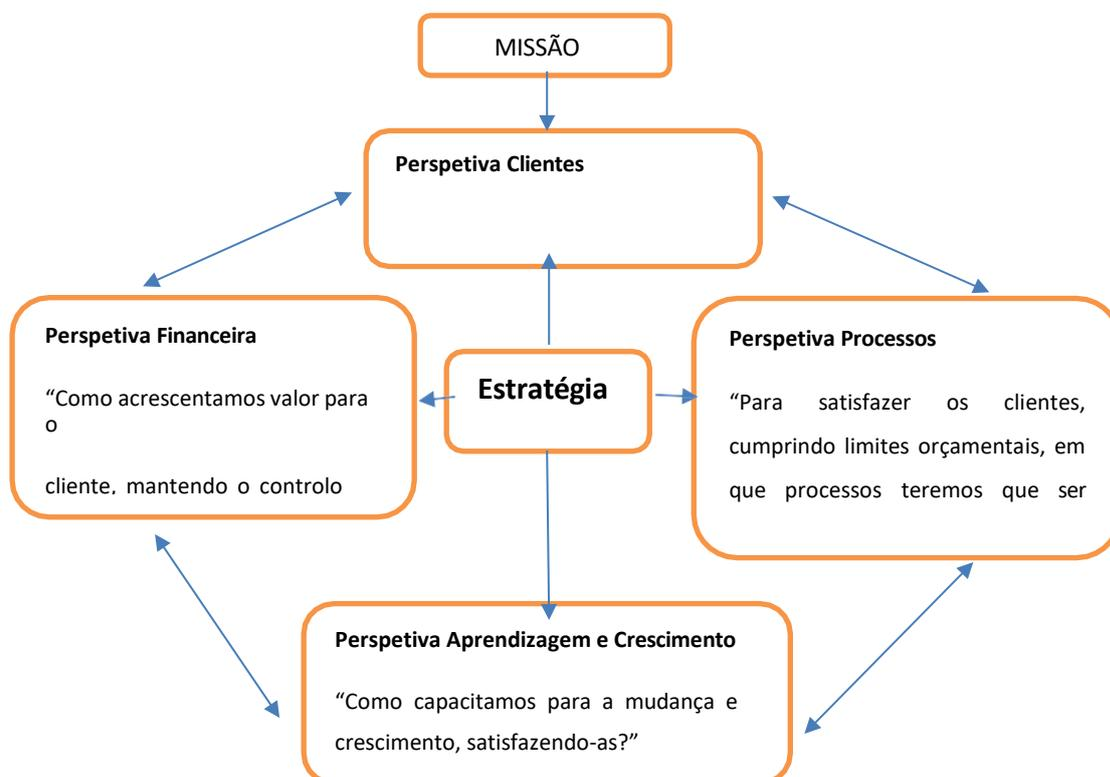 MISSÃO
Perspetiva Clientes
Perspetiva Financeira
“Como acrescentamos valor para
o
cliente, mantendo o controlo
Estratégia
Perspetiva Processos
“Para satisfazer os clientes,
cumprindo limites orçamentais, em
que processos teremos que ser
Perspetiva Aprendizagem e Crescimento
“Como capacitamos para a mudança e
crescimento, satisfazendo-as?”